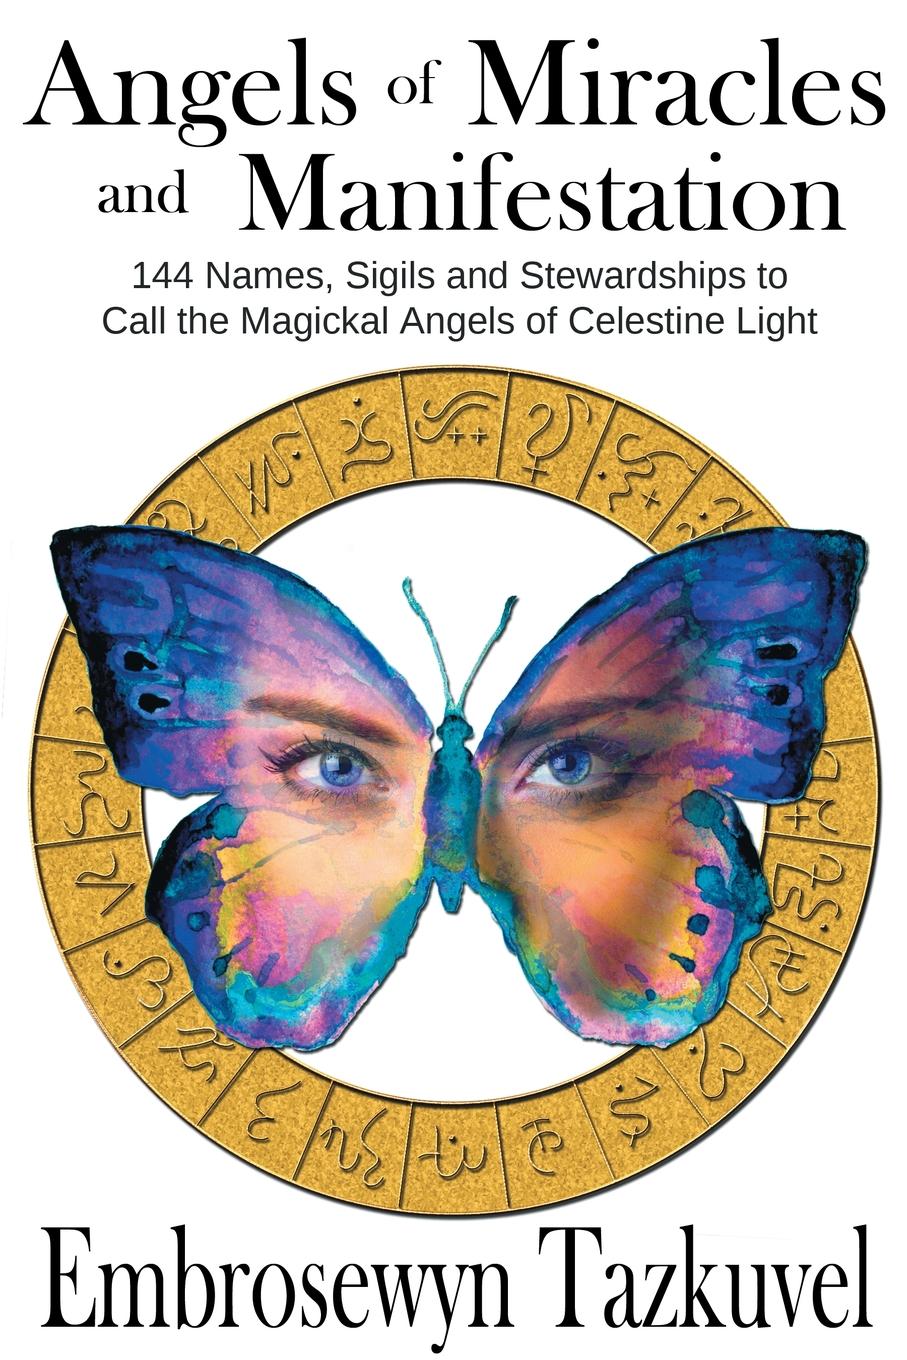 Angels of Miracles
and Manifestation
144 Names, Sigils and Stewardships to
Call the Magickal Angels of Celestine Light
Embrosewyn Tazkuvel